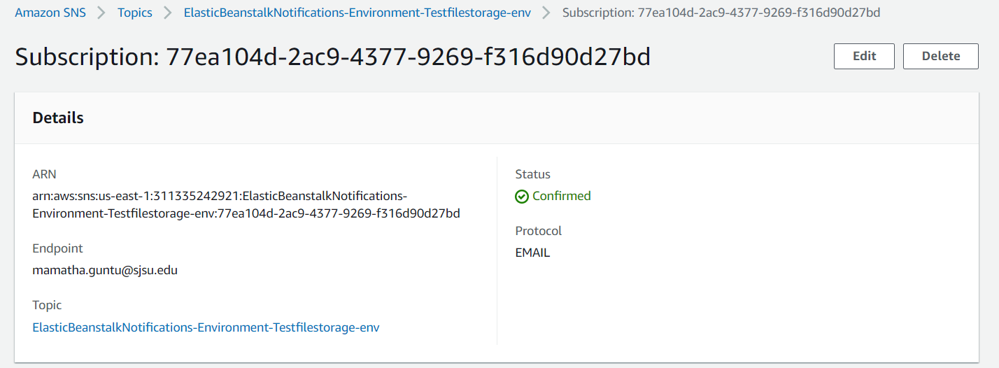 Amazon SNS > Topics > ElasticBeanstalkNotifications-Environment-Testfilestorage-env > Subscription: 77ea104d-2ac9-4377-9269-f316d90d27bd
Subscription: 77ea104d-2ac9-4377-9269-f316d90d27bd
Edit
Delete
Details
ARN
arn:aws:sns:us-east-1:311335242921:ElasticBeanstalkNotifications-
Environment-Testfilestorage-env:77ea104d-2ac9-4377-9269-f316d90d27bd
Endpoint
mamatha.guntu@sjsu.edu
Topic
ElasticBeanstalkNotifications-Environment-Testfilestorage-env
Status
Confirmed
Protocol
EMAIL